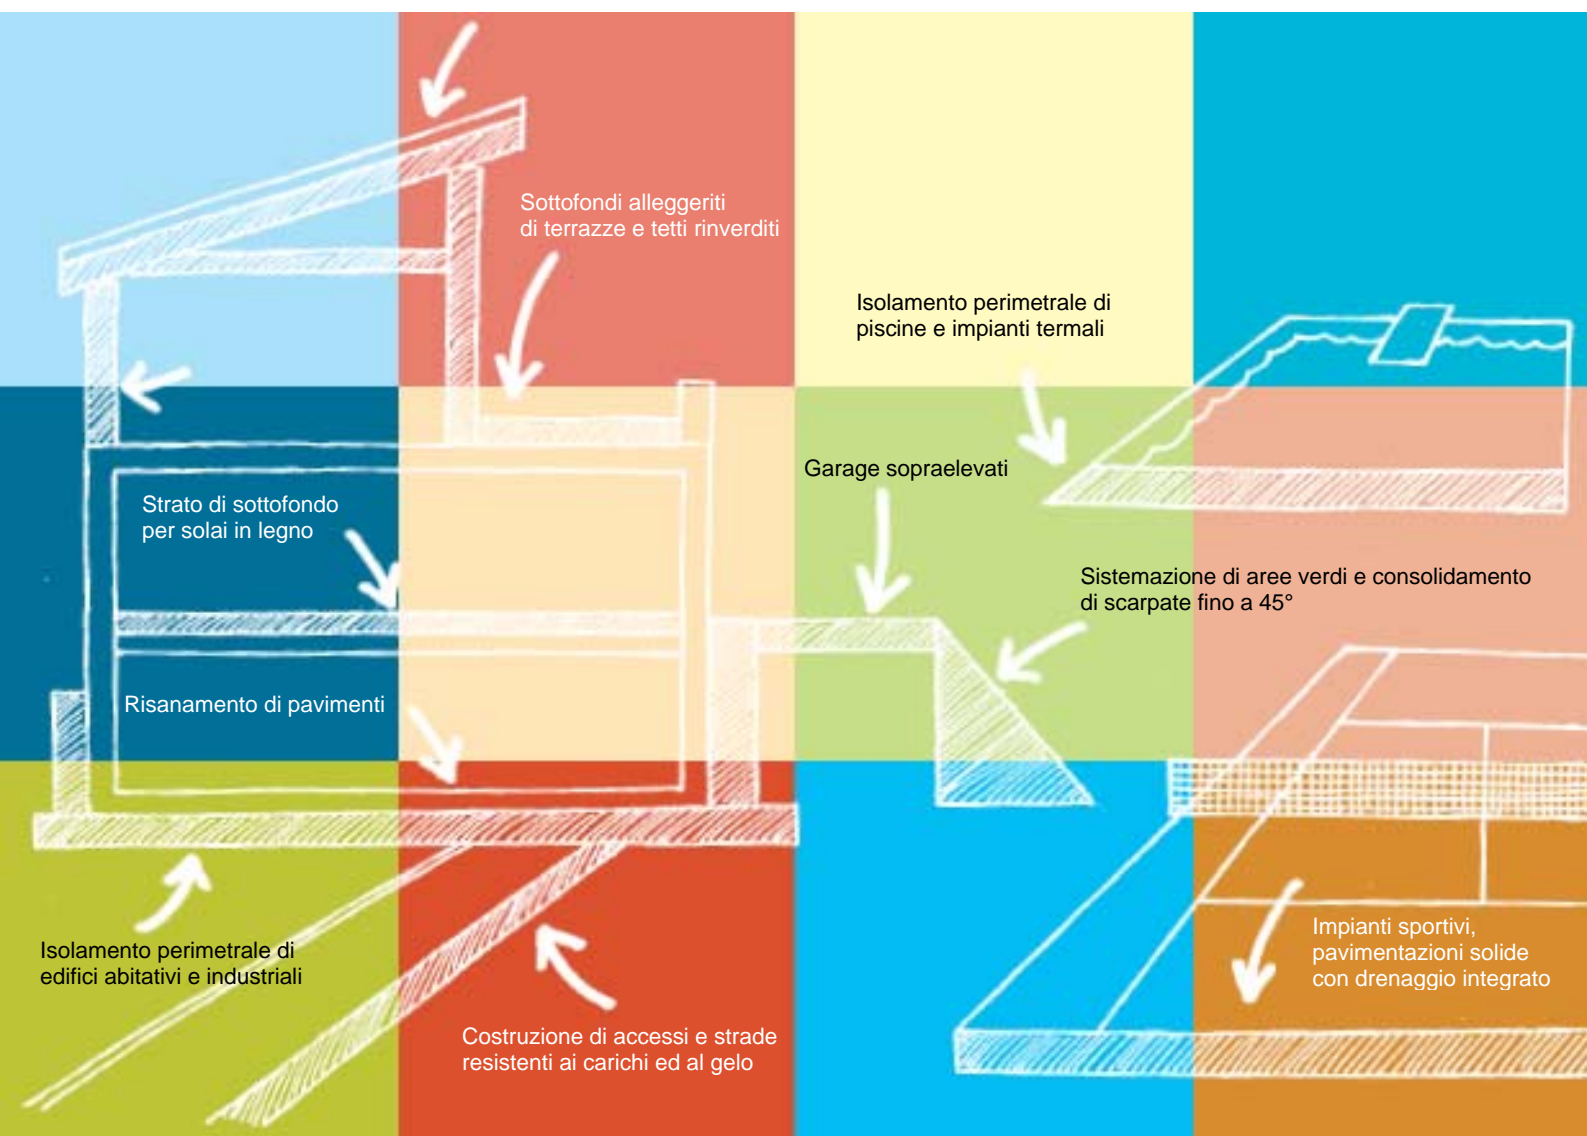 Sottofondi alleggeriti
di terrazze e tetti rinverditi
Isolamento perimetrale di
piscine e impianti termali
Garage sopraelevati
Strato di sottofondo
per solai in legno
Sistemazione di aree verdi e consolidamento
di scarpate fino a 45°
Risanamento di pavimenti
Isolamento perimetrale di
edifici abitativi e industriali
Impianti sportivi,
pavimentazioni solide
con drenaggio integrato
Costruzione di accessi e strade
resistenti ai carichi ed al gelo